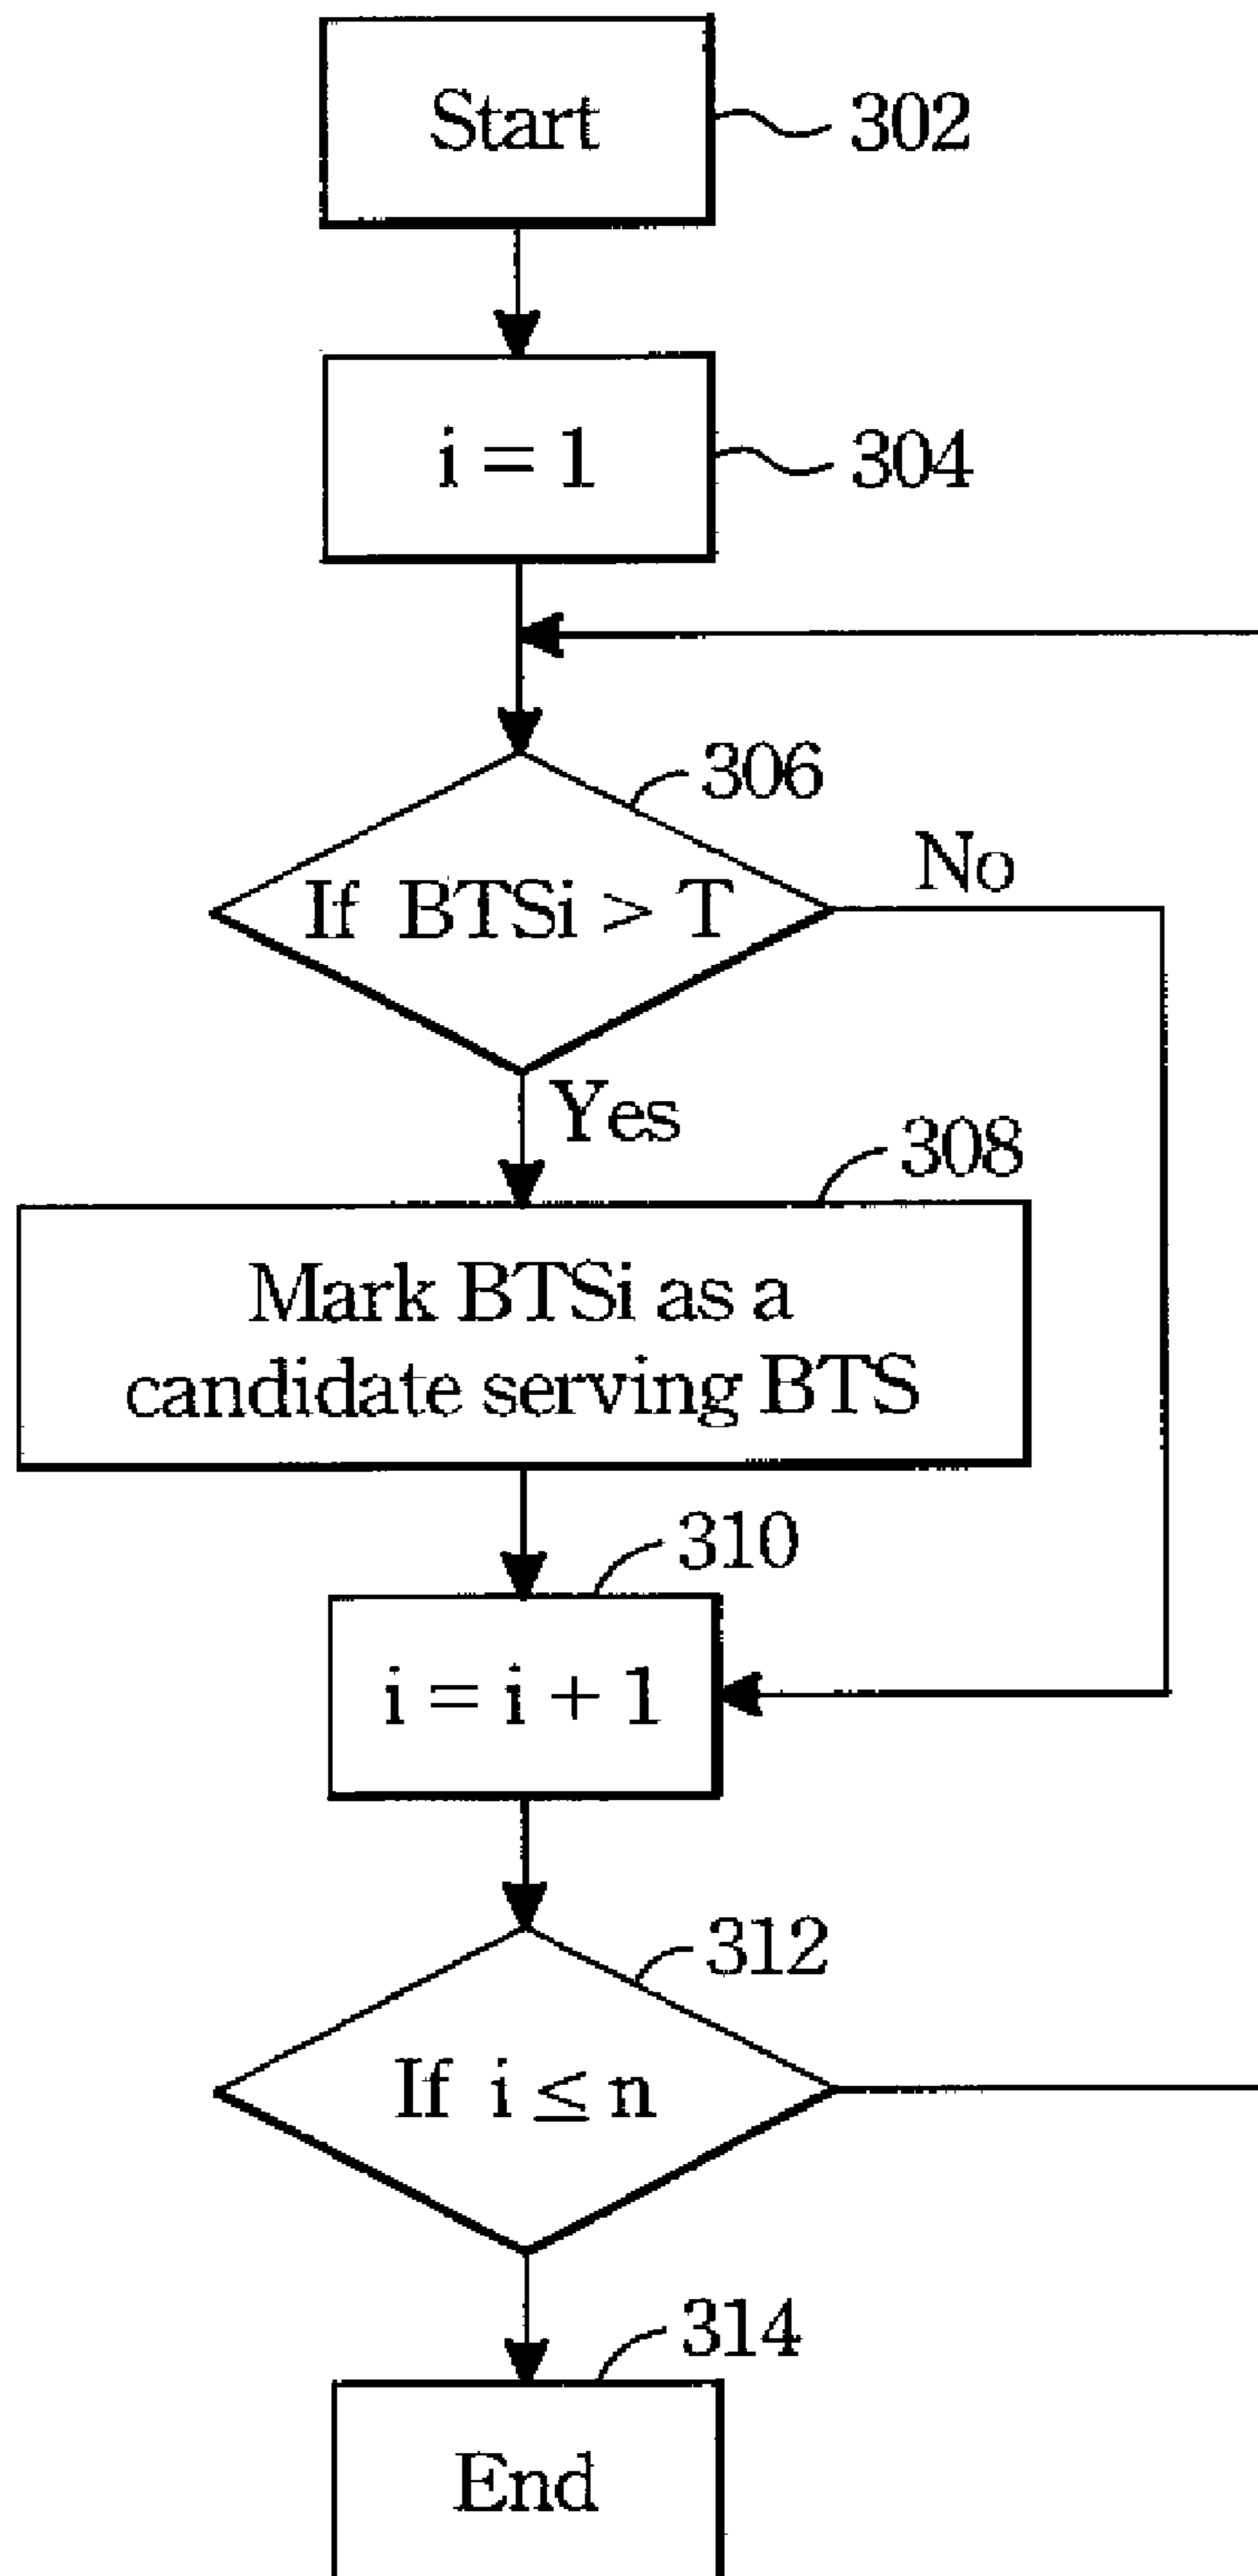 Start
302
i = 1
304
306
If BTSi > T
No
Yes
308
Mark BTSi as a
candidate serving BTS
310
i = i + 1
312
If i ≤ n
314
End